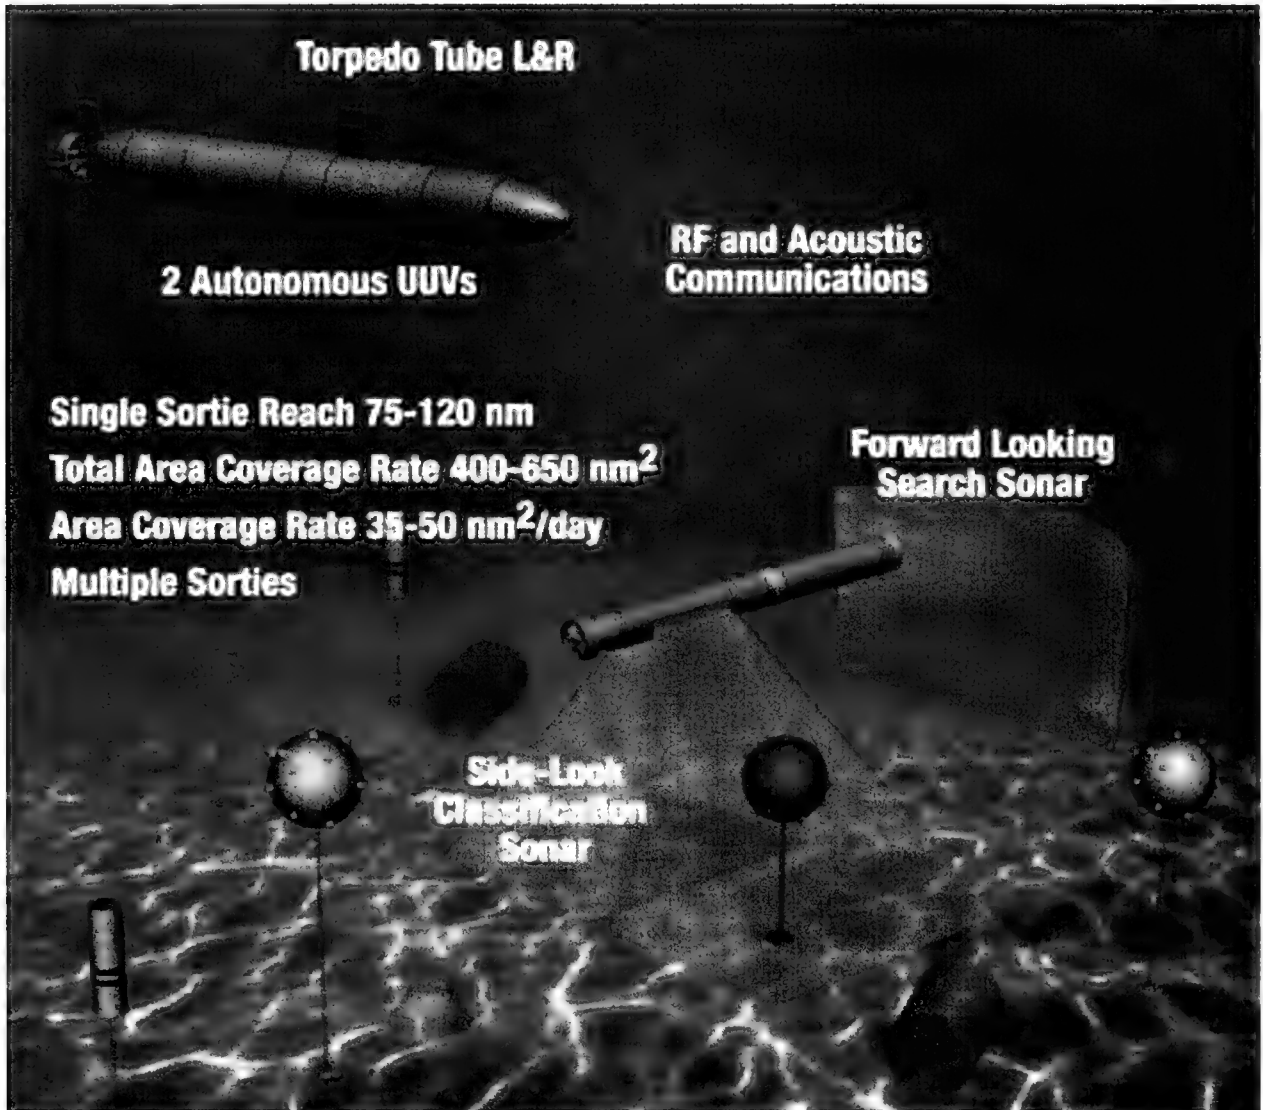 Torpedo Tube L&R
RF and Acoustic
Communications
2 Autonomous UUVs
Single Sortie Reach 75-120 nm
Total Area Coverage Rate 400-650 nm²
Area Coverage Rate 35-50 nm²/day
Multiple Sorties
Forward Looking
Search Sonar
Side-Look
Classification
Sonar